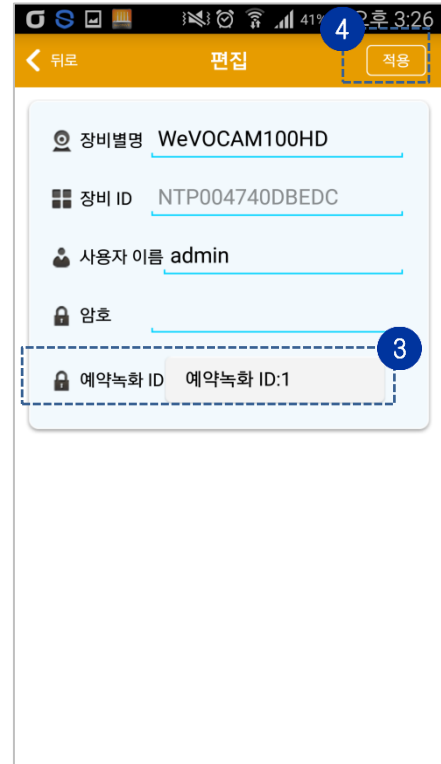 41%
4
오후 3:26
뒤로 편집 적용
장비별명 WeVOCAM100HD
장비 ID NTP004740DBEDC
사용자 이름 admin
암호
3
예약녹화 ID 예약녹화 ID:1